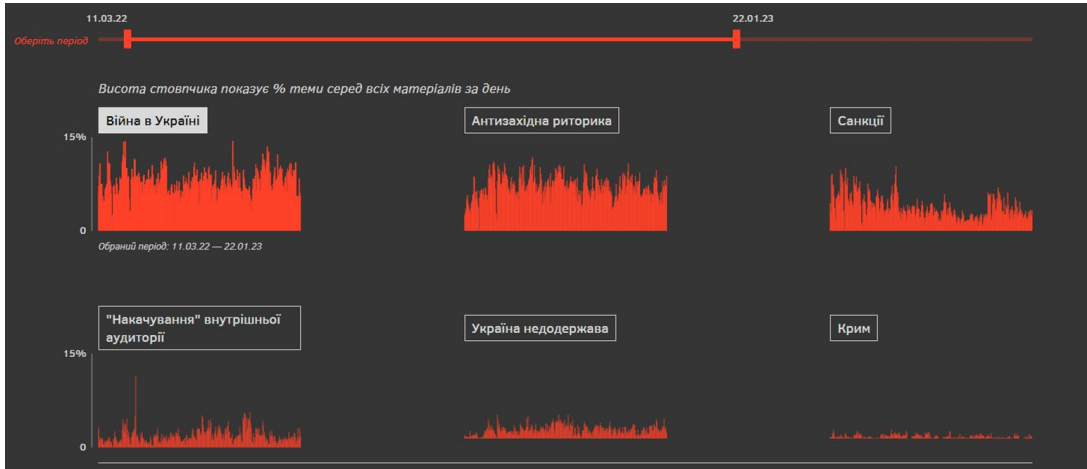 11.03.22
22.01.23
Оберіть період
Висота стовпчика показує % теми серед всіх матеріалів за день
Війна в Україні
Антизахідна риторика
Санкції
15%
0
Обраний період: 11.03.22 — 22.01.23
"Накачування" внутрішньої
аудиторії
Україна недодержава
Крим
15%
0